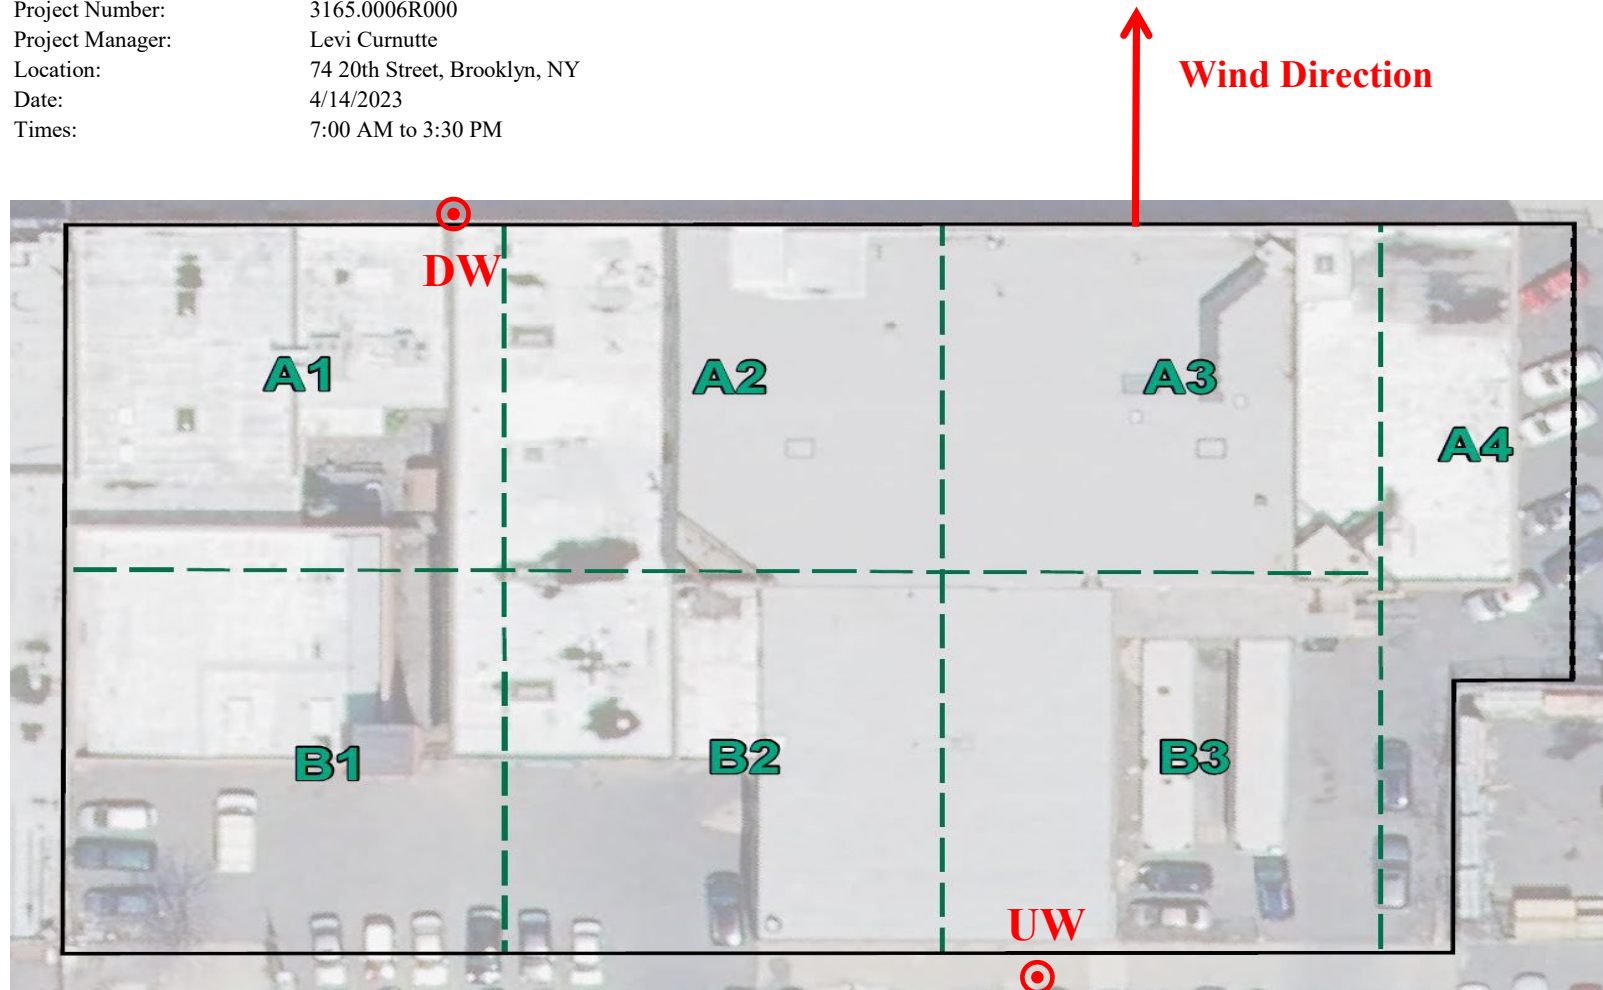 Project Number: 3165.0006R000
Project Manager: Levi Curnutte
Location: 74 20th Street, Brooklyn, NY
Date: 4/14/2023
Times: 7:00 AM to 3:30 PM
Wind Direction
DW
A1
A2
A3
A4
B1
B2
B3
UW